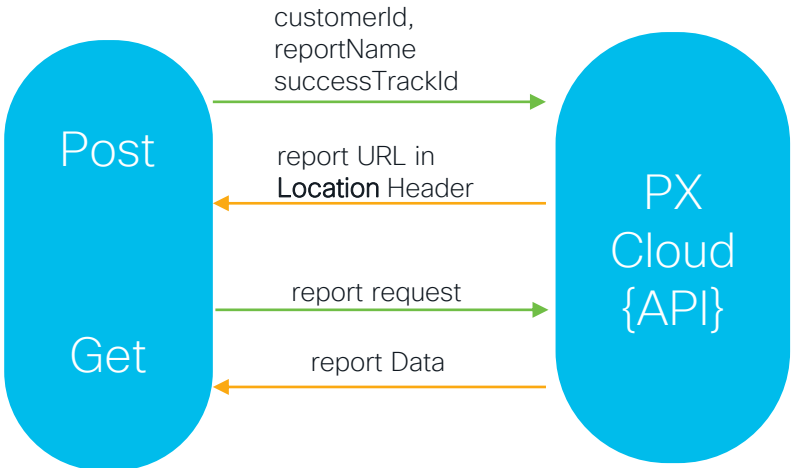 customerId,
reportName
successTrackId
Post
report URL in
Location Header
PX
Cloud
{API}
report request
Get
report Data